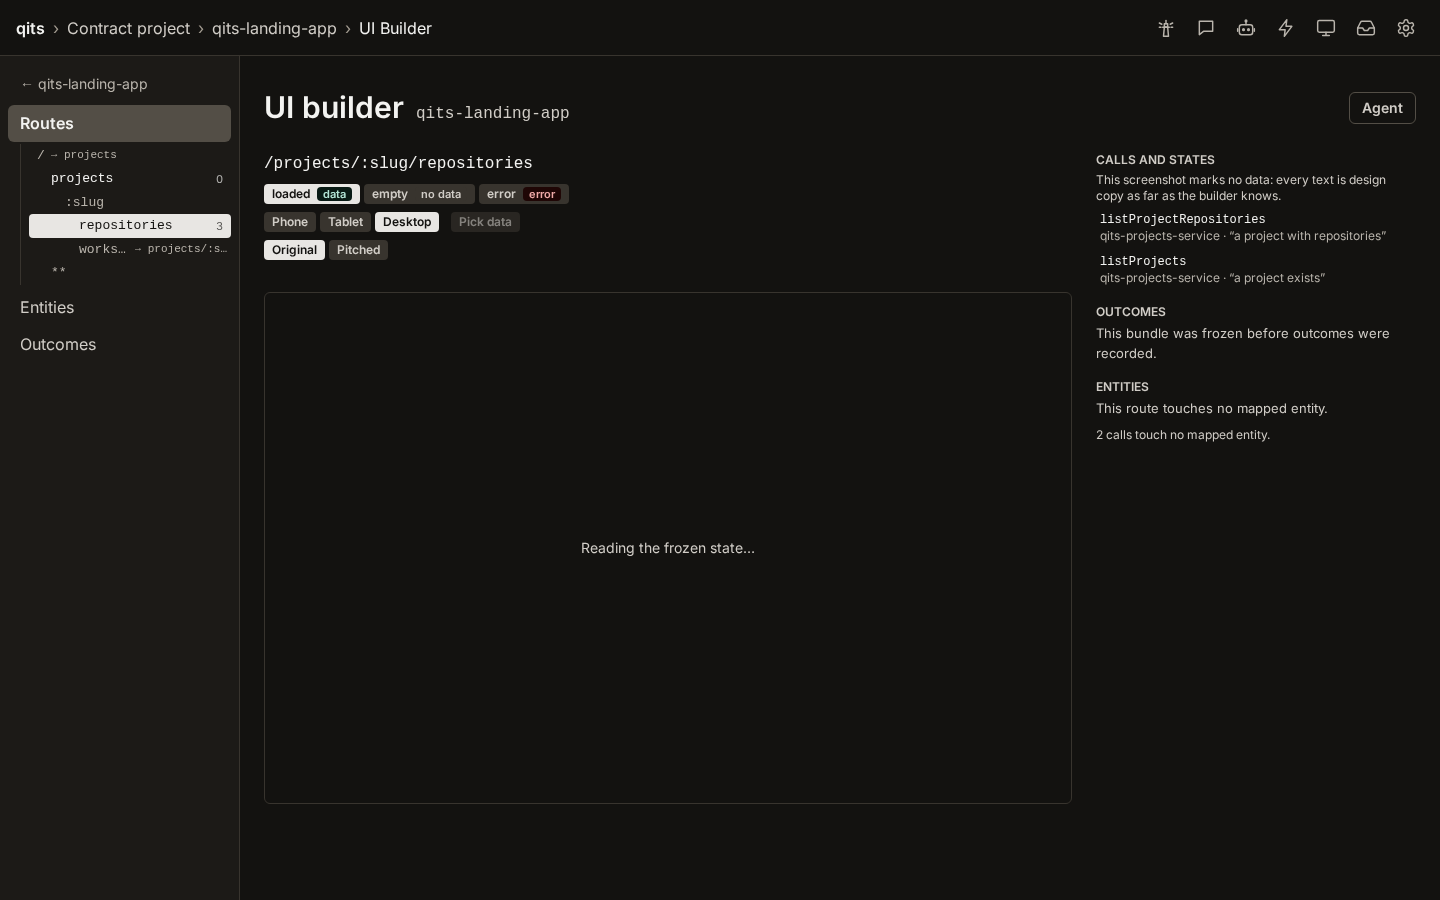 qits › Contract project › qits-landing-app › UI Builder
← qits-landing-app
Routes
/ → projects
projects 0
:slug
repositories 3
works… → projects/:s…
**
Entities
Outcomes
UI builder qits-landing-app
Agent
/projects/:slug/repositories
loaded data empty no data error error
Phone Tablet Desktop Pick data
Original Pitched
Reading the frozen state…
CALLS AND STATES
This screenshot marks no data: every text is design
copy as far as the builder knows.
listProjectRepositories
qits-projects-service · “a project with repositories”
listProjects
qits-projects-service · “a project exists”
OUTCOMES
This bundle was frozen before outcomes were
recorded.
ENTITIES
This route touches no mapped entity.
2 calls touch no mapped entity.